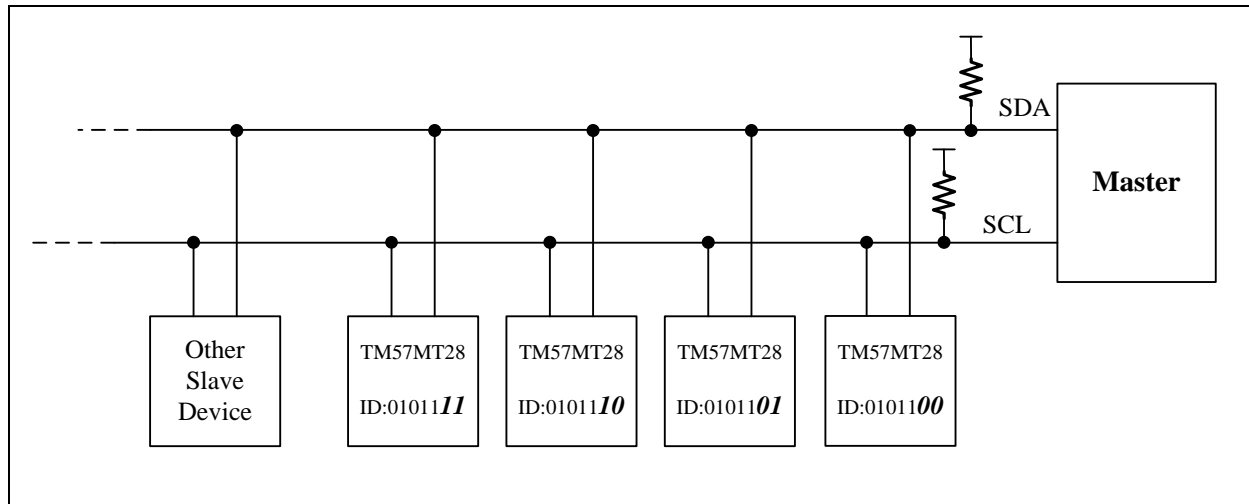 SDA
Master
SCL
Other
Slave
Device
TM57MT28
ID:0101111
TM57MT28
ID:0101110
TM57MT28
ID:0101101
TM57MT28
ID:0101100